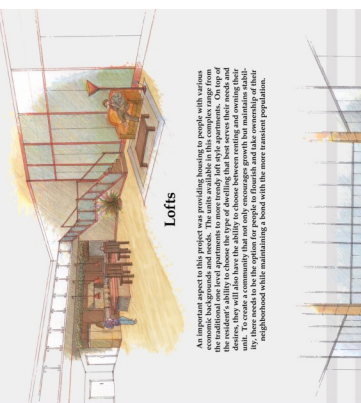 Lofts
An important aspect to this project was providing housing to people with various
economic backgrounds and needs. The units available in this complex range from
the traditional one level apartments to more trendy loft style apartments. On top of
the resident's ability to choose the type of dwelling that best serves their needs and
desires, they will also have the ability to choose between renting and owning their
unit. To create a community that not only encourages growth but maintains stabil-
ity, there needs to be the option for people to flourish and take ownership of their
neighborhood while maintaining a bond with the more transient population.